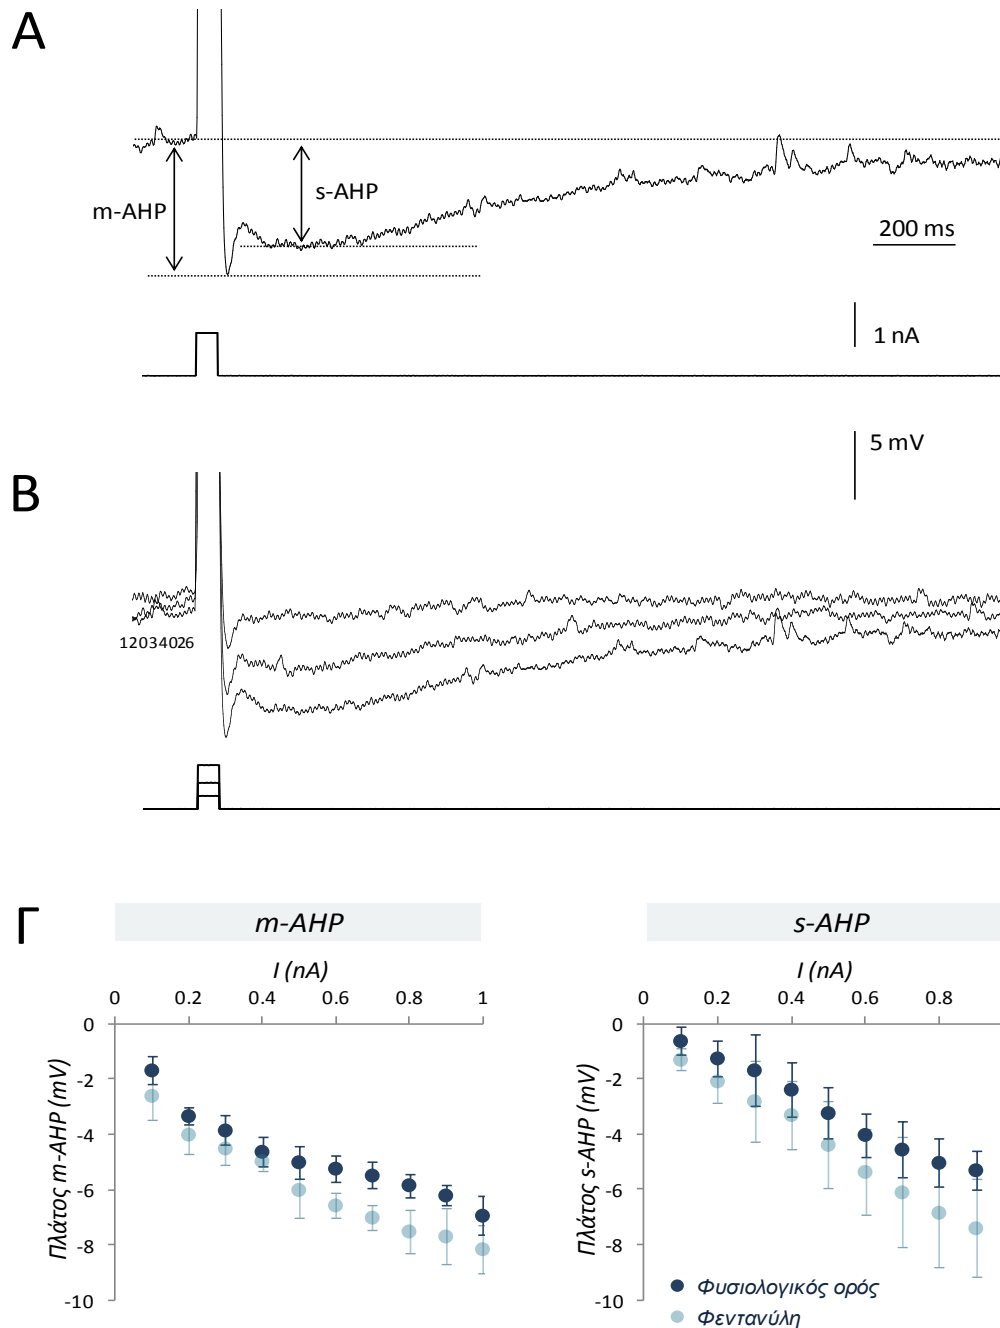 A
m-AHP
s-AHP
200 ms
1 nA
5 mV
B
12034026
Γ
m-AHP
I (nA)
0 0.2 0.4 0.6 0.8 1
0
-2
-4
-6
-8
-10
Πλάτος m-AHP (mV)
s-AHP
I (nA)
0 0.2 0.4 0.6 0.8
0
-2
-4
-6
-8
-10
Πλάτος s-AHP (mV)
Φυσιολογικός ορός
Φεντανύλη